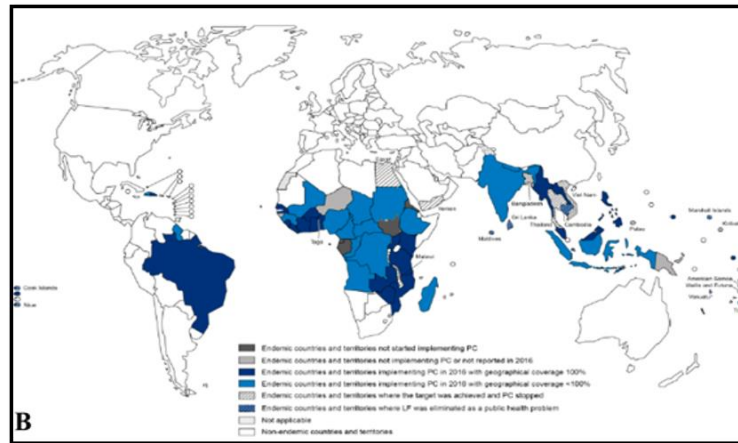 Egypt
Yemen
Togo
Malawi
Viet Nam
Bangladesh
Sri Lanka
Thailand
Cambodia
Maldives
Marshall Islands
Palau
Kiribati
American Samoa
Wallis and Futuna
Vanuatu
Cook Islands
Niue
Endemic countries and territories not started implementing PC
Endemic countries and territories not implementing PC or not reported in 2016
Endemic countries and territories implementing PC in 2016 with geographical coverage 100%
Endemic countries and territories implementing PC in 2016 with geographical coverage <100%
Endemic countries and territories where the target was achieved and PC stopped
Endemic countries and territories where LF was eliminated as a public health problem
Not applicable
Non-endemic countries and territories
B